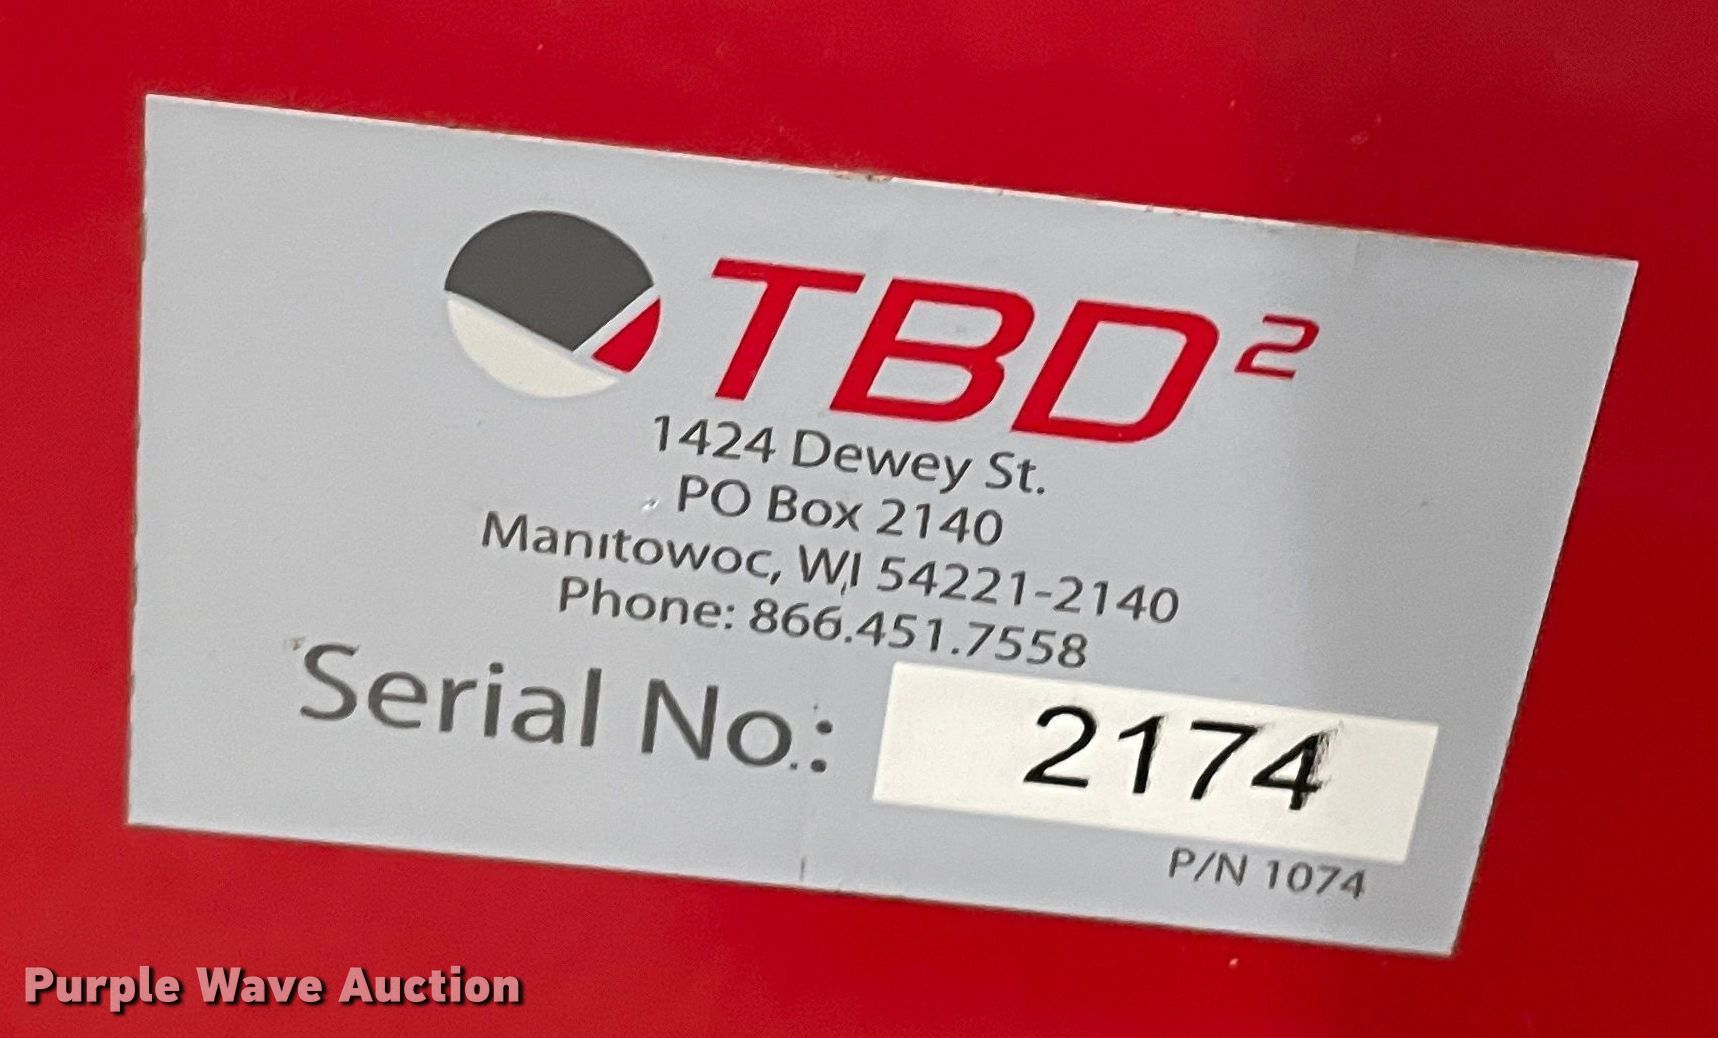 TBD²
1424 Dewey St.
PO Box 2140
Manitowoc, WI 54221-2140
Phone: 866.451.7558
Serial No.: 2174
P/N 1074
Purple Wave Auction